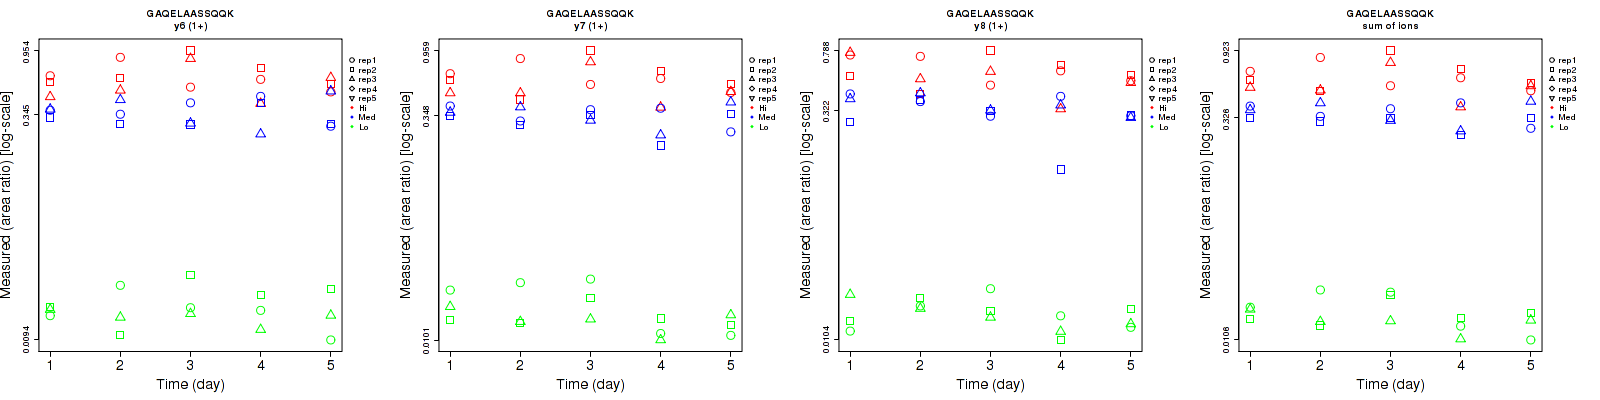 GAQELAASSQQK
y6 (1+)
Measured (area ratio) [log-scale]
0.954
0.345
0.0094
1 2 3 4 5
Time (day)
rep1
rep2
rep3
rep4
rep5
Hi
Med
Lo
GAQELAASSQQK
y7 (1+)
Measured (area ratio) [log-scale]
0.959
0.348
0.0101
1 2 3 4 5
Time (day)
rep1
rep2
rep3
rep4
rep5
Hi
Med
Lo
GAQELAASSQQK
y8 (1+)
Measured (area ratio) [log-scale]
0.788
0.322
0.0104
1 2 3 4 5
Time (day)
rep1
rep2
rep3
rep4
rep5
Hi
Med
Lo
GAQELAASSQQK
sum of ions
Measured (area ratio) [log-scale]
0.923
0.326
0.0106
1 2 3 4 5
Time (day)
rep1
rep2
rep3
rep4
rep5
Hi
Med
Lo